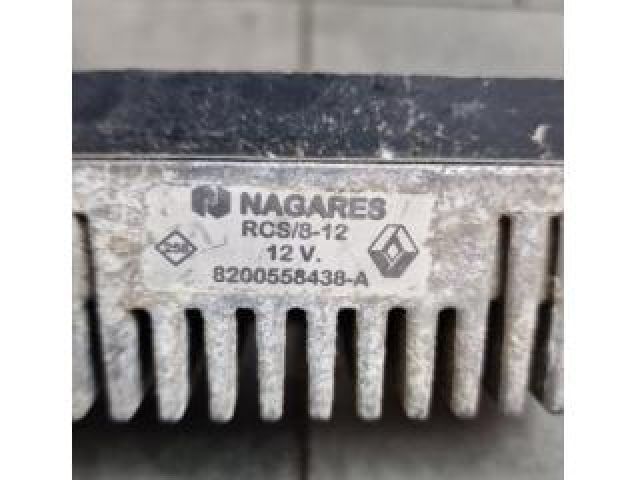 NAGARES
RCS/8-12
12 V.
8200558438-A